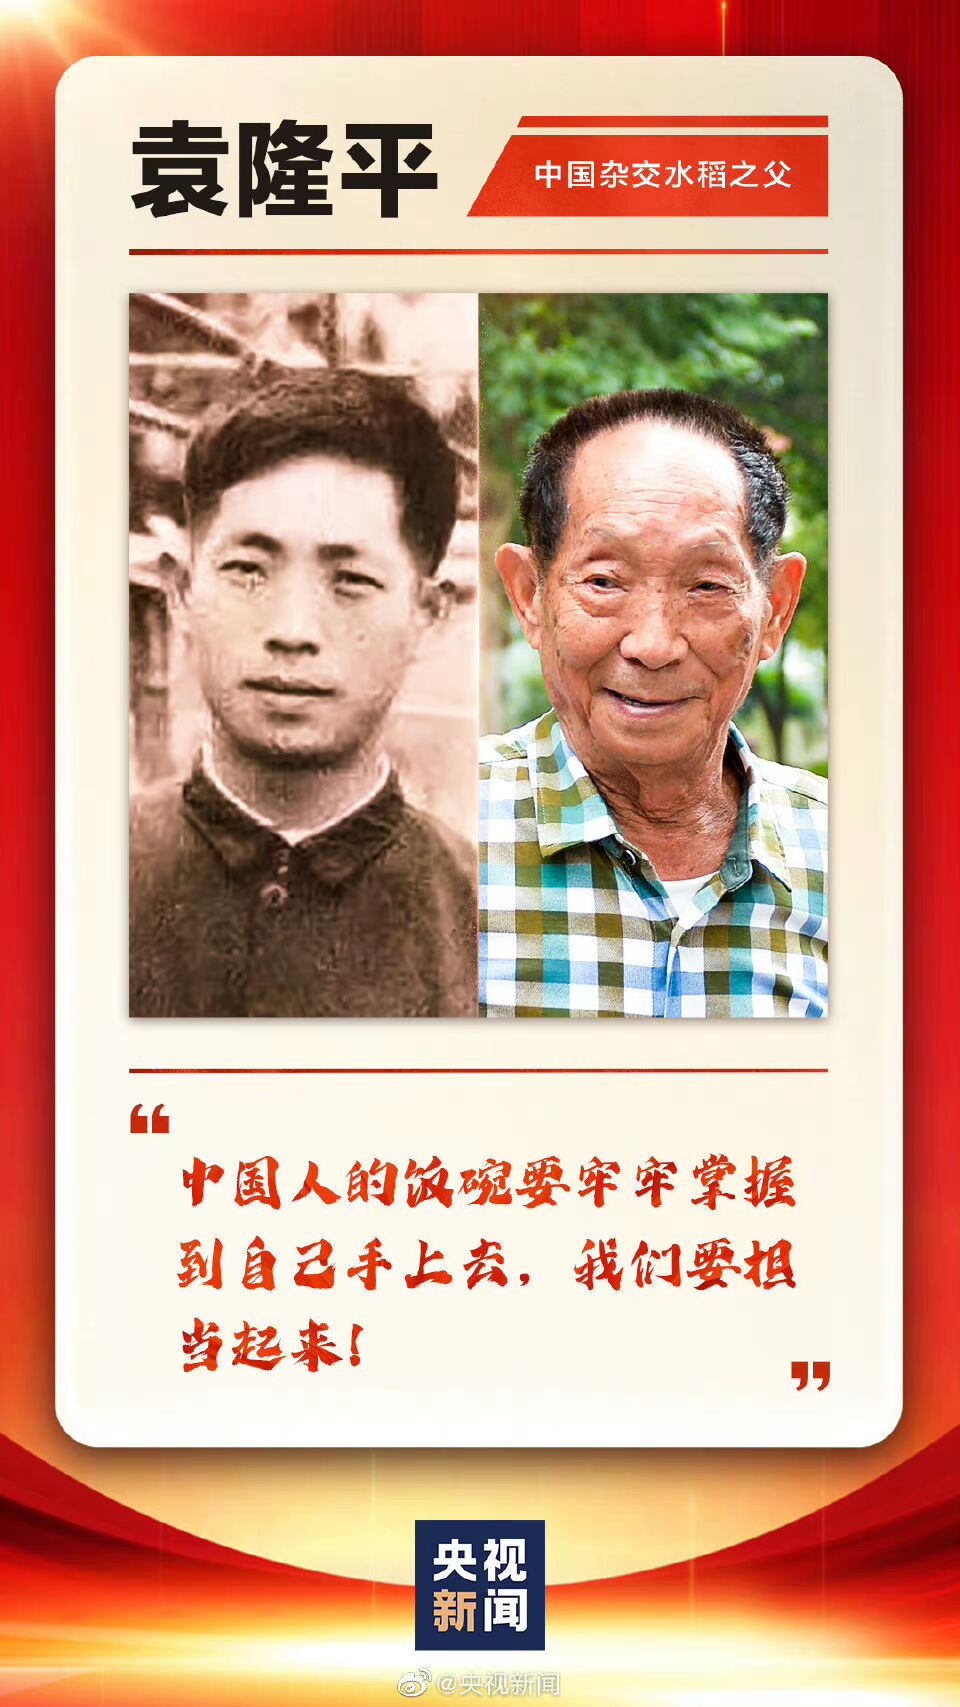 袁隆平
中国杂交水稻之父
“
中国人的饭碗要牢牢掌握
到自己手上去，我们要担
当起来！
”
央视
新闻
@央视新闻